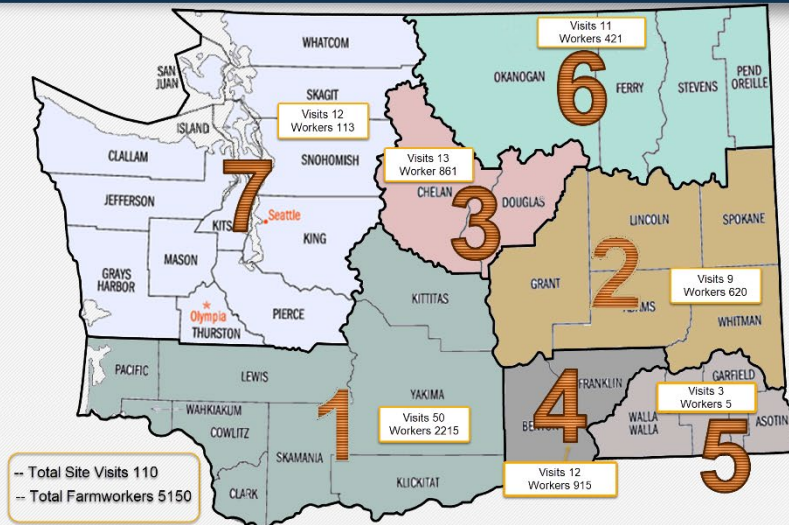 WHATCOM
SAN
JUAN
SKAGIT
ISLAND
Visits 12
Workers 113
CLALLAM
SNOHOMISH
JEFFERSON
7
KITS
Seattle
KING
MASON
GRAYS
HARBOR
Olympia
THURSTON
PIERCE
Visits 11
Workers 421
OKANOGAN
6
FERRY
STEVENS
PEND
OREILLE
Visits 13
Worker 861
CHELAN
DOUGLAS
3
LINCOLN
SPOKANE
GRANT
2
Visits 9
Workers 620
WHITMAN
KITTITAS
PACIFIC
LEWIS
WAHKIAKUM
COWLITZ
1
YAKIMA
Visits 50
Workers 2215
SKAMANIA
CLARK
KLICKITAT
FRANKLIN
4
Visits 12
Workers 915
GARFIELD
Visits 3
Workers 5
WALLA
WALLA
ASOTIN
5
-- Total Site Visits 110
-- Total Farmworkers 5150